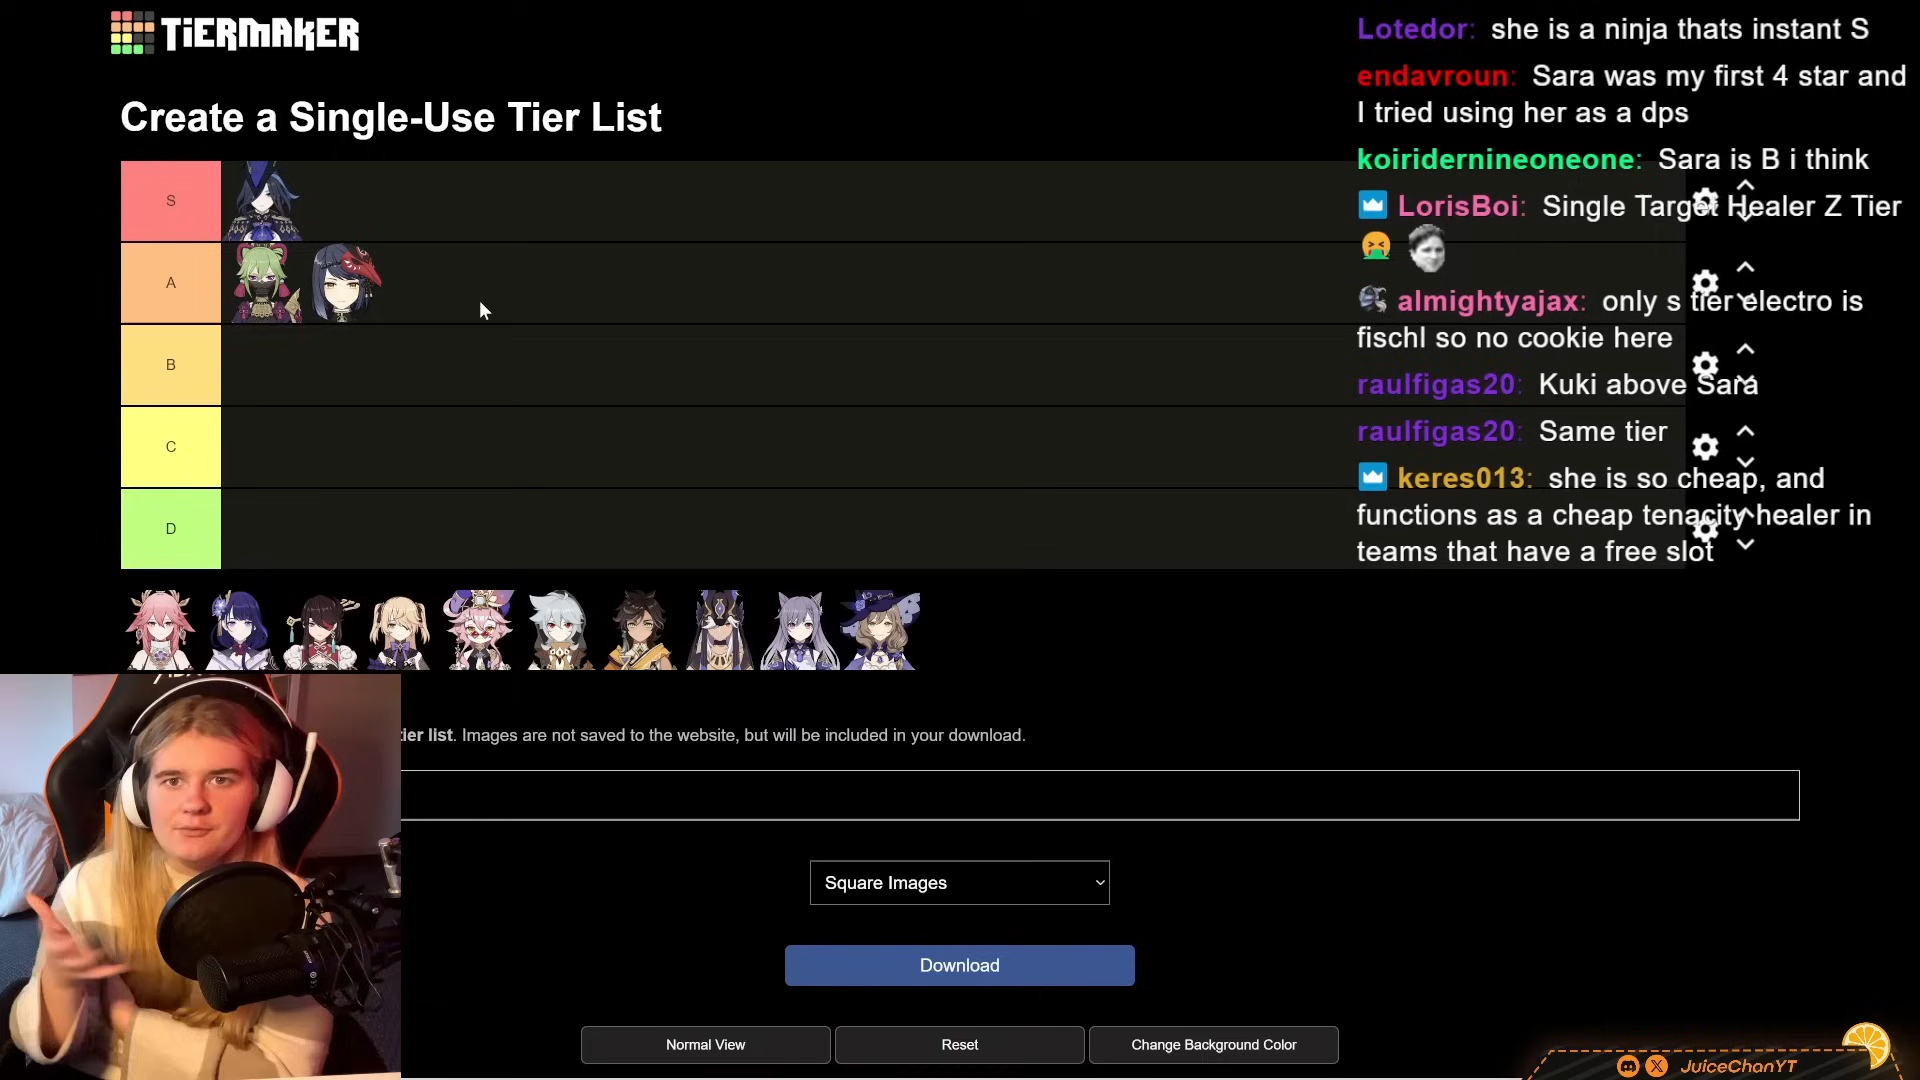 TiERMAKER
Create a Single-Use Tier List
S
A
B
C
D
Lotedor: she is a ninja thats instant S
endavroun: Sara was my first 4 star and
I tried using her as a dps
koiridernineoneone: Sara is B i think
LorisBoi: Single Target Healer Z Tier
almightyajax: only s tier electro is
fischl so no cookie here
raulfigas20: Kuki above Sara
raulfigas20: Same tier
keres013: she is so cheap, and
functions as a cheap tenacity healer in
teams that have a free slot
tier list. Images are not saved to the website, but will be included in your download.
Square Images
Download
Normal View
Reset
Change Background Color
JuiceChanYT